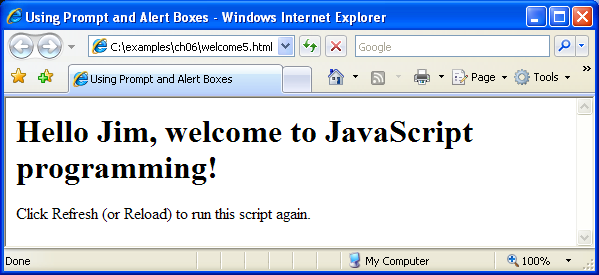 Using Prompt and Alert Boxes - Windows Internet Explorer
C:\examples\ch06\welcome5.html
Google
Using Prompt and Alert Boxes
Page
Tools
»
Hello Jim, welcome to JavaScript
programming!
Click Refresh (or Reload) to run this script again.
Done
My Computer
100%